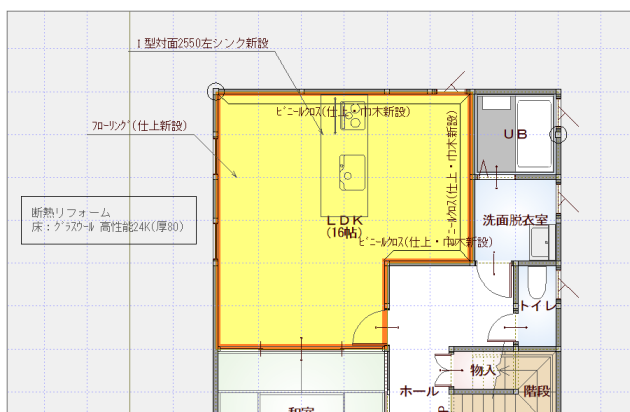 I型対面2550左シンク新設
ﾋﾞﾆｰﾙｸﾛｽ(仕上・巾木新設)
ﾌﾛｰﾘﾝｸﾞ(仕上新設)
UB
ﾋﾞﾆｰﾙｸﾛｽ(仕上・巾木新設)
断熱リフォーム
床：ｸﾞﾗｽｳｰﾙ 高性能24K(厚80)
LDK
(16帖)
洗面脱衣室
ﾋﾞﾆｰﾙｸﾛｽ(仕上・巾木新設)
トイレ
物入
ホール
階段
和室